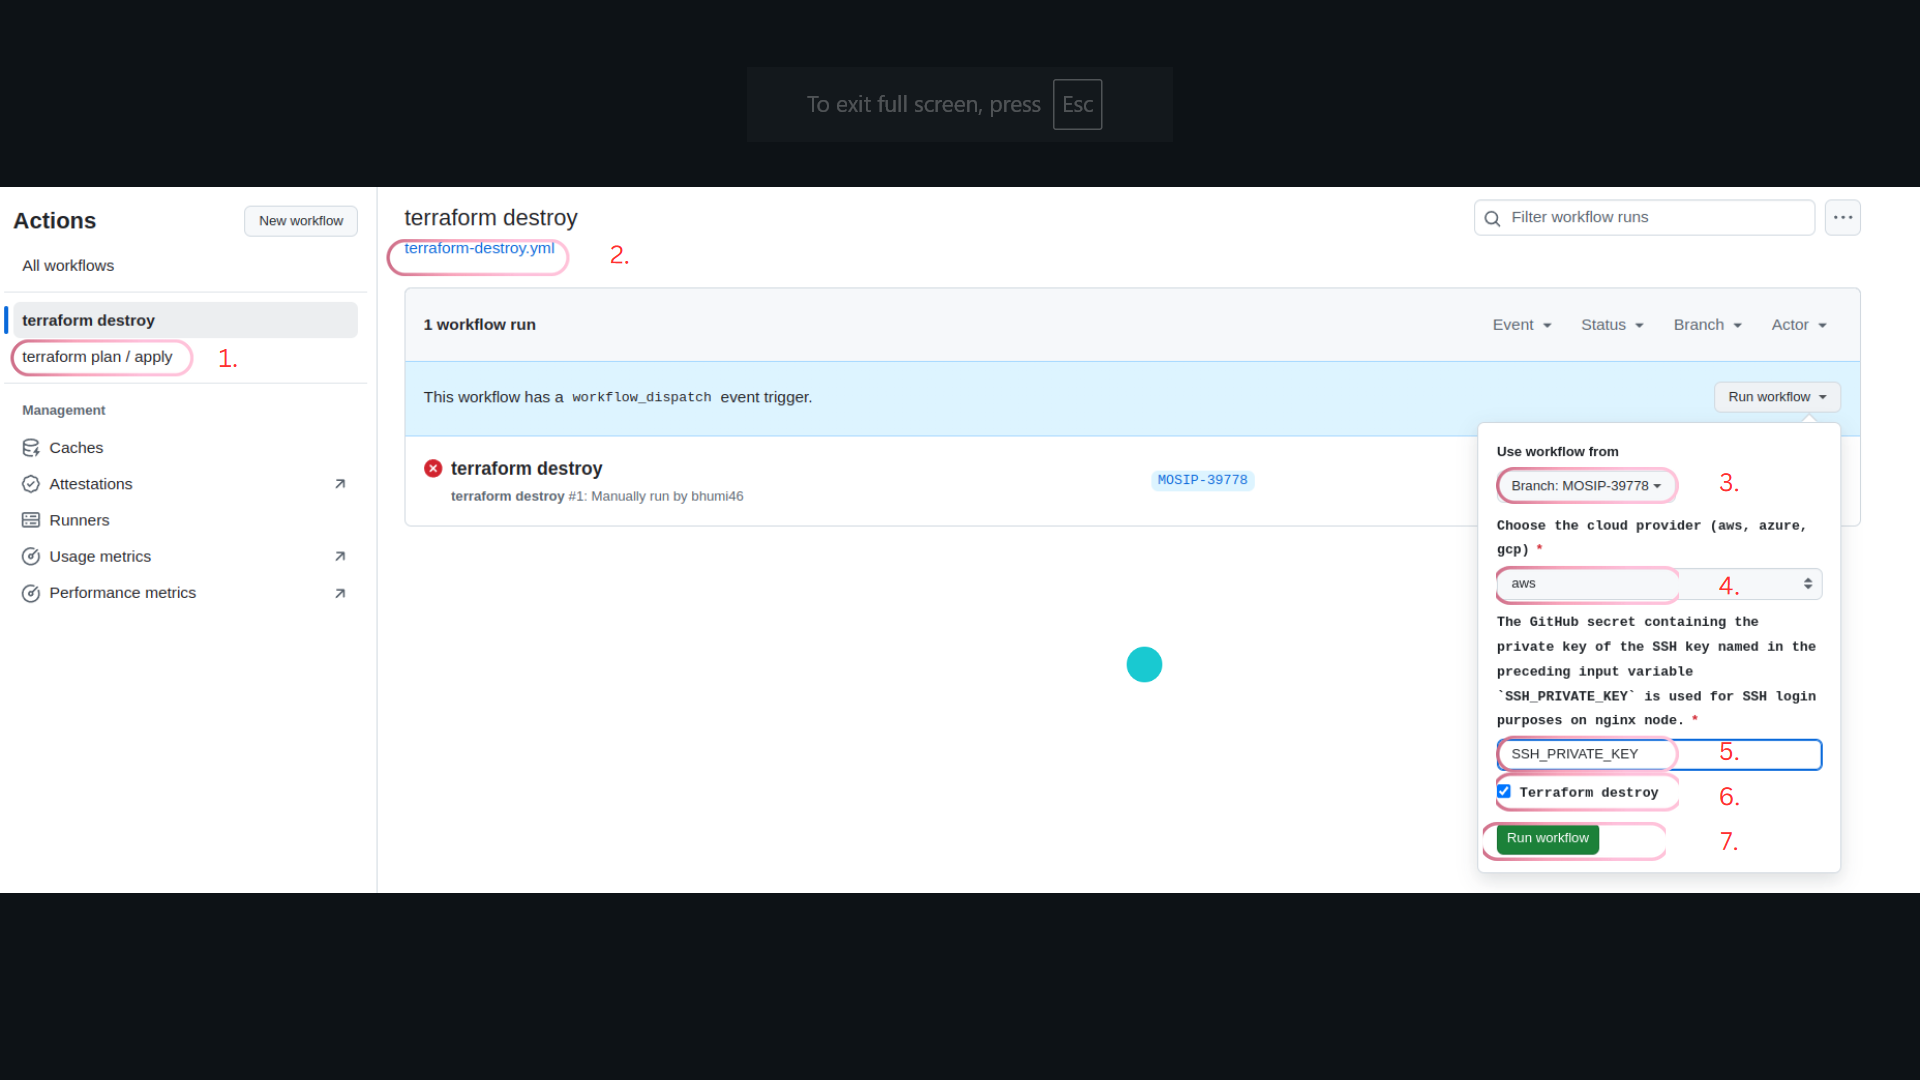 To exit full screen, press Esc
Actions
New workflow
All workflows
terraform destroy
terraform plan / apply
1.
Management
Caches
Attestations
Runners
Usage metrics
Performance metrics
terraform destroy
terraform-destroy.yml
2.
Filter workflow runs
1 workflow run
Event
Status
Branch
Actor
This workflow has a workflow_dispatch event trigger.
Run workflow
terraform destroy
MOSIP-39778
terraform destroy #1: Manually run by bhumi46
Use workflow from
Branch: MOSIP-39778
3.
Choose the cloud provider (aws, azure,
gcp) *
aws
4.
The GitHub secret containing the
private key of the SSH key named in the
preceding input variable
`SSH_PRIVATE_KEY` is used for SSH login
purposes on nginx node. *
SSH_PRIVATE_KEY
5.
Terraform destroy
6.
Run workflow
7.